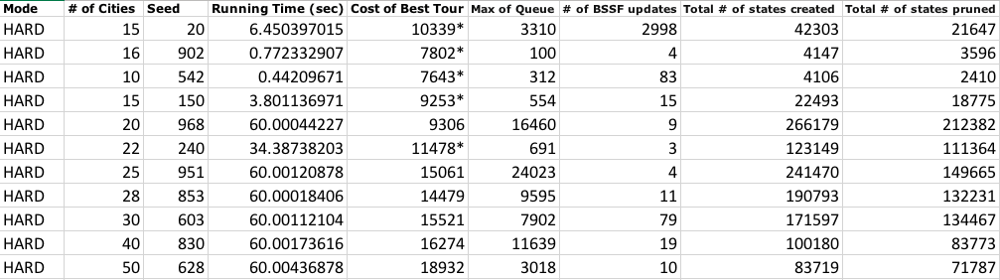 Mode # of Cities Seed Running Time (sec) Cost of Best Tour Max of Queue # of BSSF updates Total # of states created Total # of states pruned
HARD 15 20 6.450397015 10339* 3310 2998 42303 21647
HARD 16 902 0.772332907 7802* 100 4 4147 3596
HARD 10 542 0.44209671 7643* 312 83 4106 2410
HARD 15 150 3.801136971 9253* 554 15 22493 18775
HARD 20 968 60.00044227 9306 16460 9 266179 212382
HARD 22 240 34.38738203 11478* 691 3 123149 111364
HARD 25 951 60.00120878 15061 24023 4 241470 149665
HARD 28 853 60.00018406 14479 9595 11 190793 132231
HARD 30 603 60.00112104 15521 7902 79 171597 134467
HARD 40 830 60.00173616 16274 11639 19 100180 83773
HARD 50 628 60.00436878 18932 3018 10 83719 71787